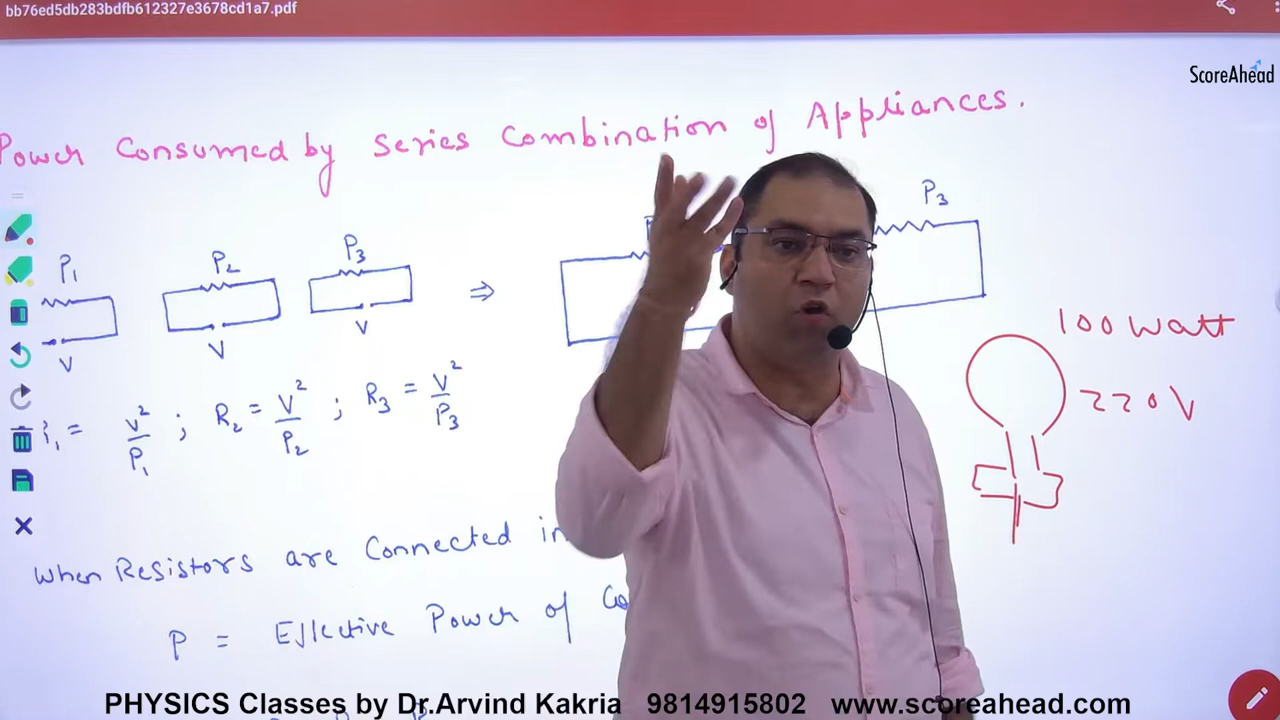 bb76ed5db283bdfb612327e3678cd1a7.pdf
ScoreAhead
Power Consumed by Series Combination of Appliances.
P1 P2 P3 P3
V V V
⇒
100 Watt
220V
= V²/P1 ; R2 = V²/P2 ; R3 = V²/P3
When Resistors are Connected in
P = Effective Power of
PHYSICS Classes by Dr.Arvind Kakria 9814915802 www.scoreahead.com